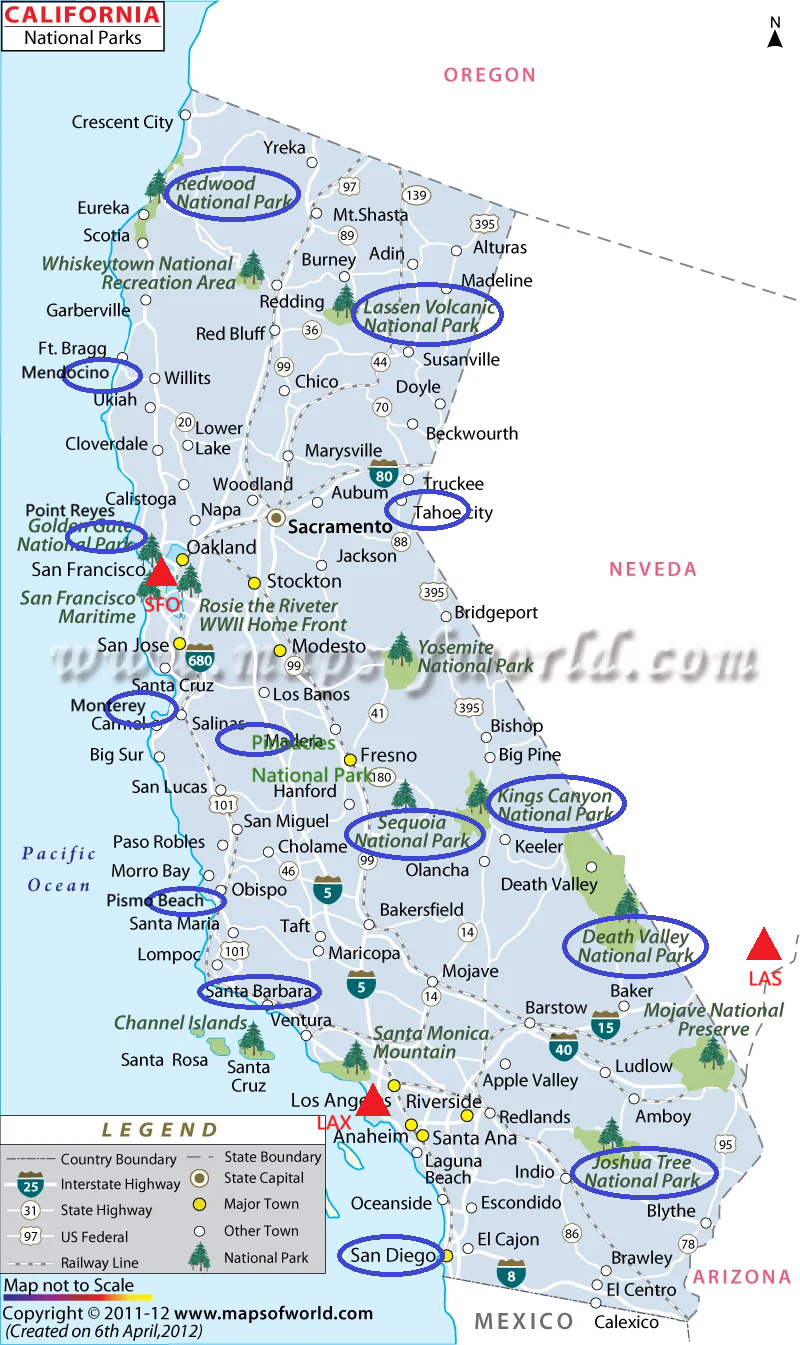 CALIFORNIA
National Parks
N
OREGON
Crescent City
Yreka
97
139
Redwood
National Park
Mt.Shasta
395
Eureka
89
Scotia
Adin
Alturas
Burney
Whiskeytown National
Recreation Area
Madeline
Redding
Lassen Volcanic
National Park
Garberville
Red Bluff
36
Ft. Bragg
Susanville
44
Mendocino
Willits
99
Chico
Doyle
Ukiah
70
20
Lower
Lake
Beckwourth
Cloverdale
Marysville
80
Truckee
Woodland
Calistoga
Auburn
Point Reyes
Napa
Tahoe city
Golden Gate
National Park
Sacramento
88
Oakland
Jackson
San Francisco
NEVEDA
Stockton
395
San Francisco
Maritime
SFO
Rosie the Riveter
WWII Home Front
Bridgeport
San Jose
Modesto
Yosemite
National Park
680
99
www.mapsofworld.com
Santa Cruz
Los Banos
Monterey
395
41
Carmel
Salinas
Bishop
Madera
Pinnacles
National Park
Big Sur
Fresno
Big Pine
180
San Lucas
Hanford
Kings Canyon
National Park
101
San Miguel
Sequoia
National Park
Paso Robles
Cholame
Keeler
Pacific
Ocean
99
Morro Bay
46
Olancha
Death Valley
Obispo
5
Pismo Beach
Bakersfield
Santa Maria
Taft
14
Death Valley
National Park
Lompoc
101
Maricopa
LAS
Mojave
5
Santa Barbara
14
Baker
Barstow
Mojave National
Preserve
Channel Islands
Ventura
15
Santa Monica
Mountain
40
Santa Rosa
Santa
Cruz
Ludlow
Apple Valley
Los Angeles
Riverside
Amboy
LAX
Redlands
Anaheim
Santa Ana
95
Laguna
Beach
Joshua Tree
National Park
Indio
Oceanside
Escondido
Blythe
El Cajon
86
78
San Diego
Brawley
8
El Centro
ARIZONA
MEXICO
Calexico
LEGEND
Country Boundary
State Boundary
25
Interstate Highway
State Capital
31
State Highway
Major Town
97
US Federal
Other Town
Railway Line
National Park
Map not to Scale
Copyright © 2011-12 www.mapsofworld.com
(Created on 6th April,2012)